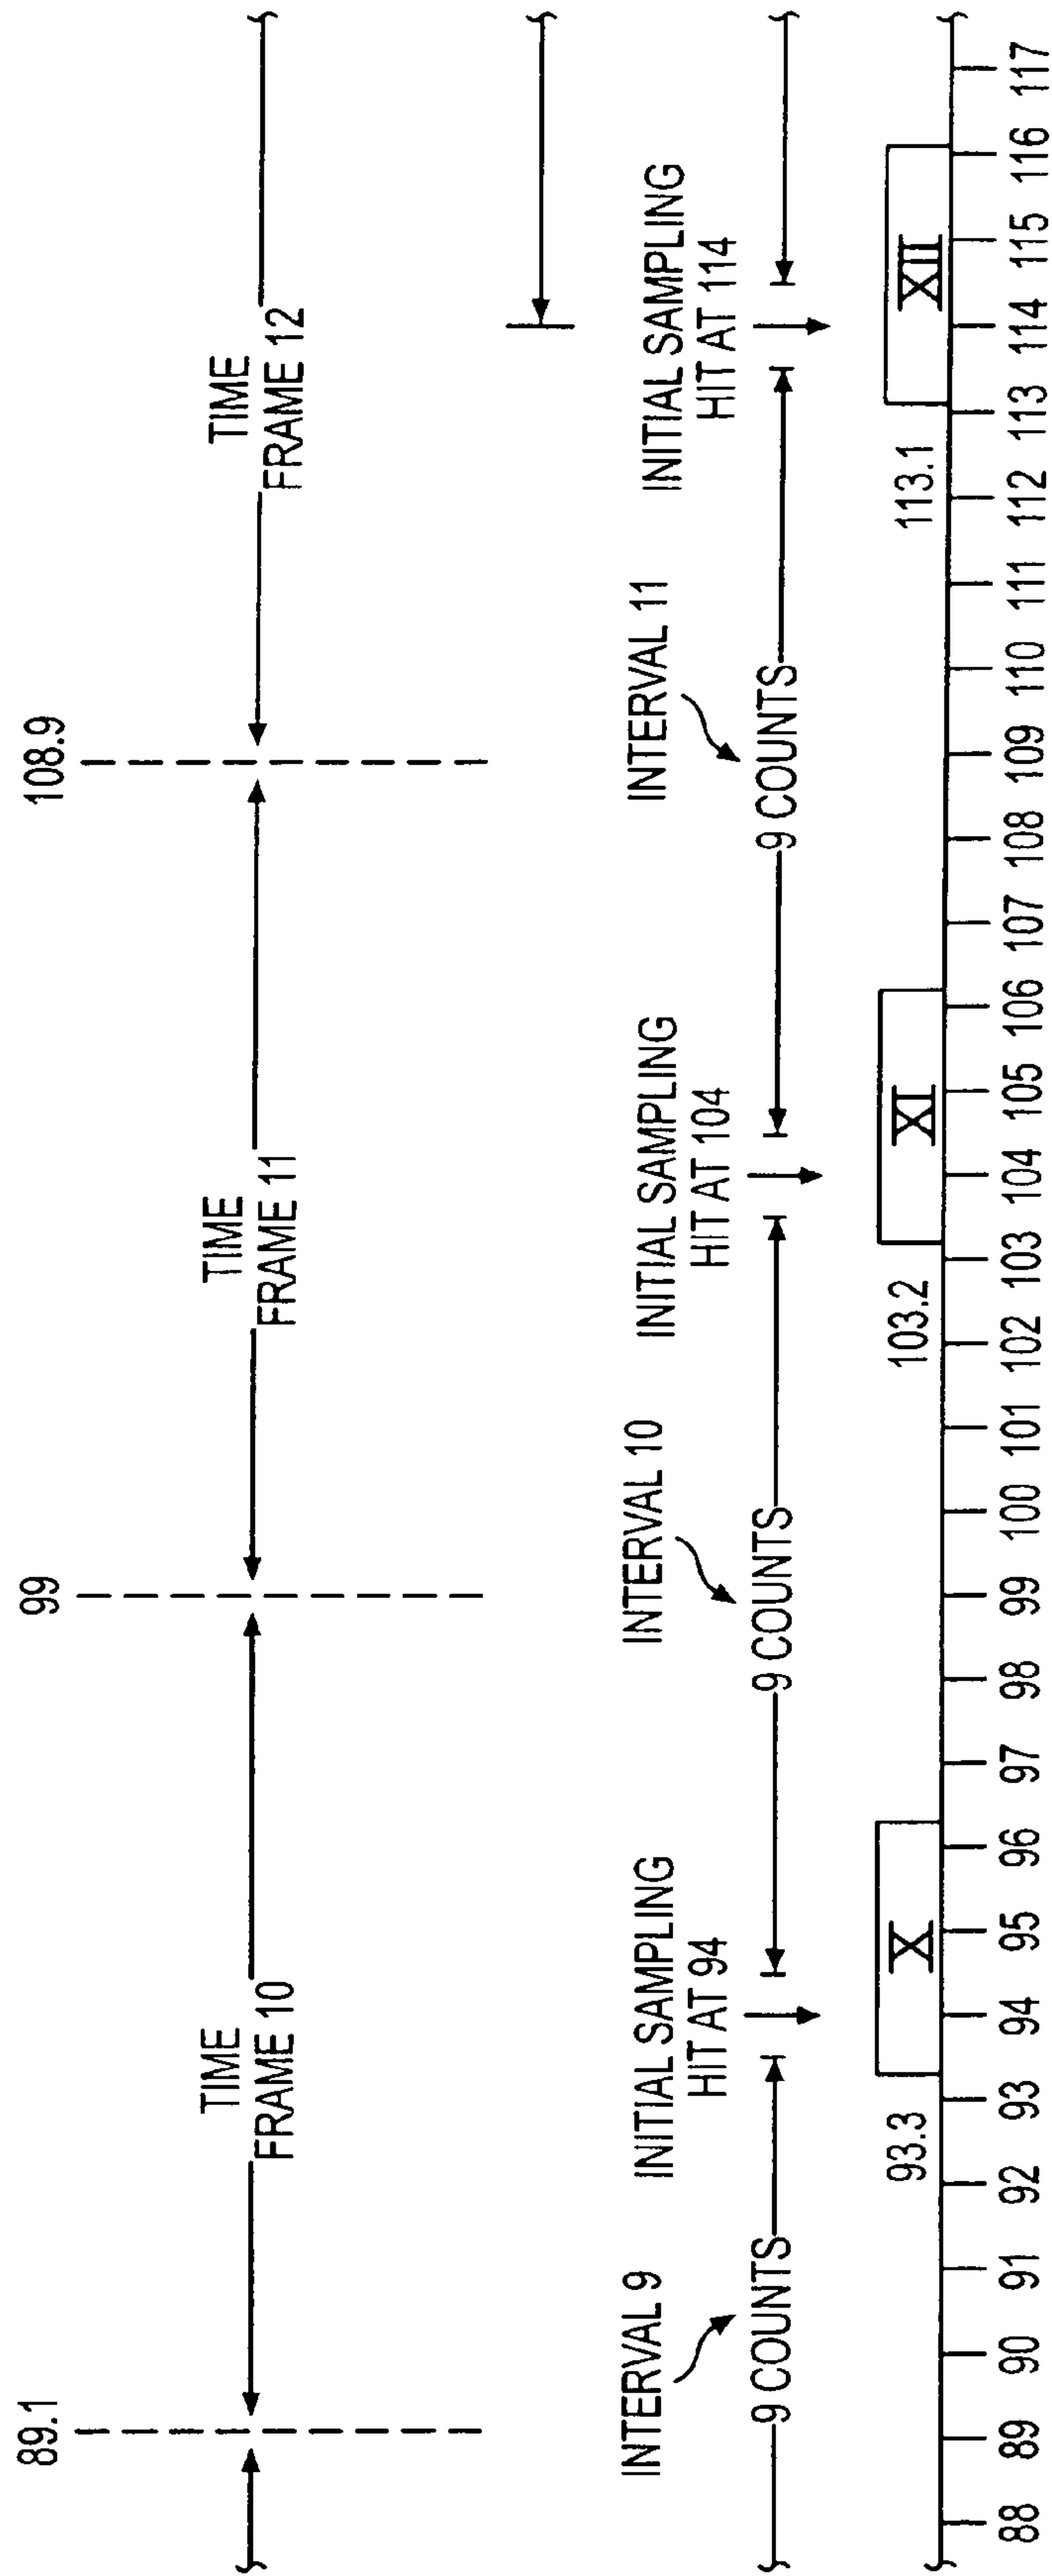 89.1
99
108.9
TIME
FRAME 10
TIME
FRAME 11
TIME
FRAME 12
INTERVAL 9
INITIAL SAMPLING
HIT AT 94
INTERVAL 10
INITIAL SAMPLING
HIT AT 104
INTERVAL 11
INITIAL SAMPLING
HIT AT 114
9 COUNTS
9 COUNTS
9 COUNTS
93.3
X
103.2
XI
113.1
XII
88 89 90 91 92 93 94 95 96 97 98 99 100 101 102 103 104 105 106 107 108 109 110 111 112 113 114 115 116 117